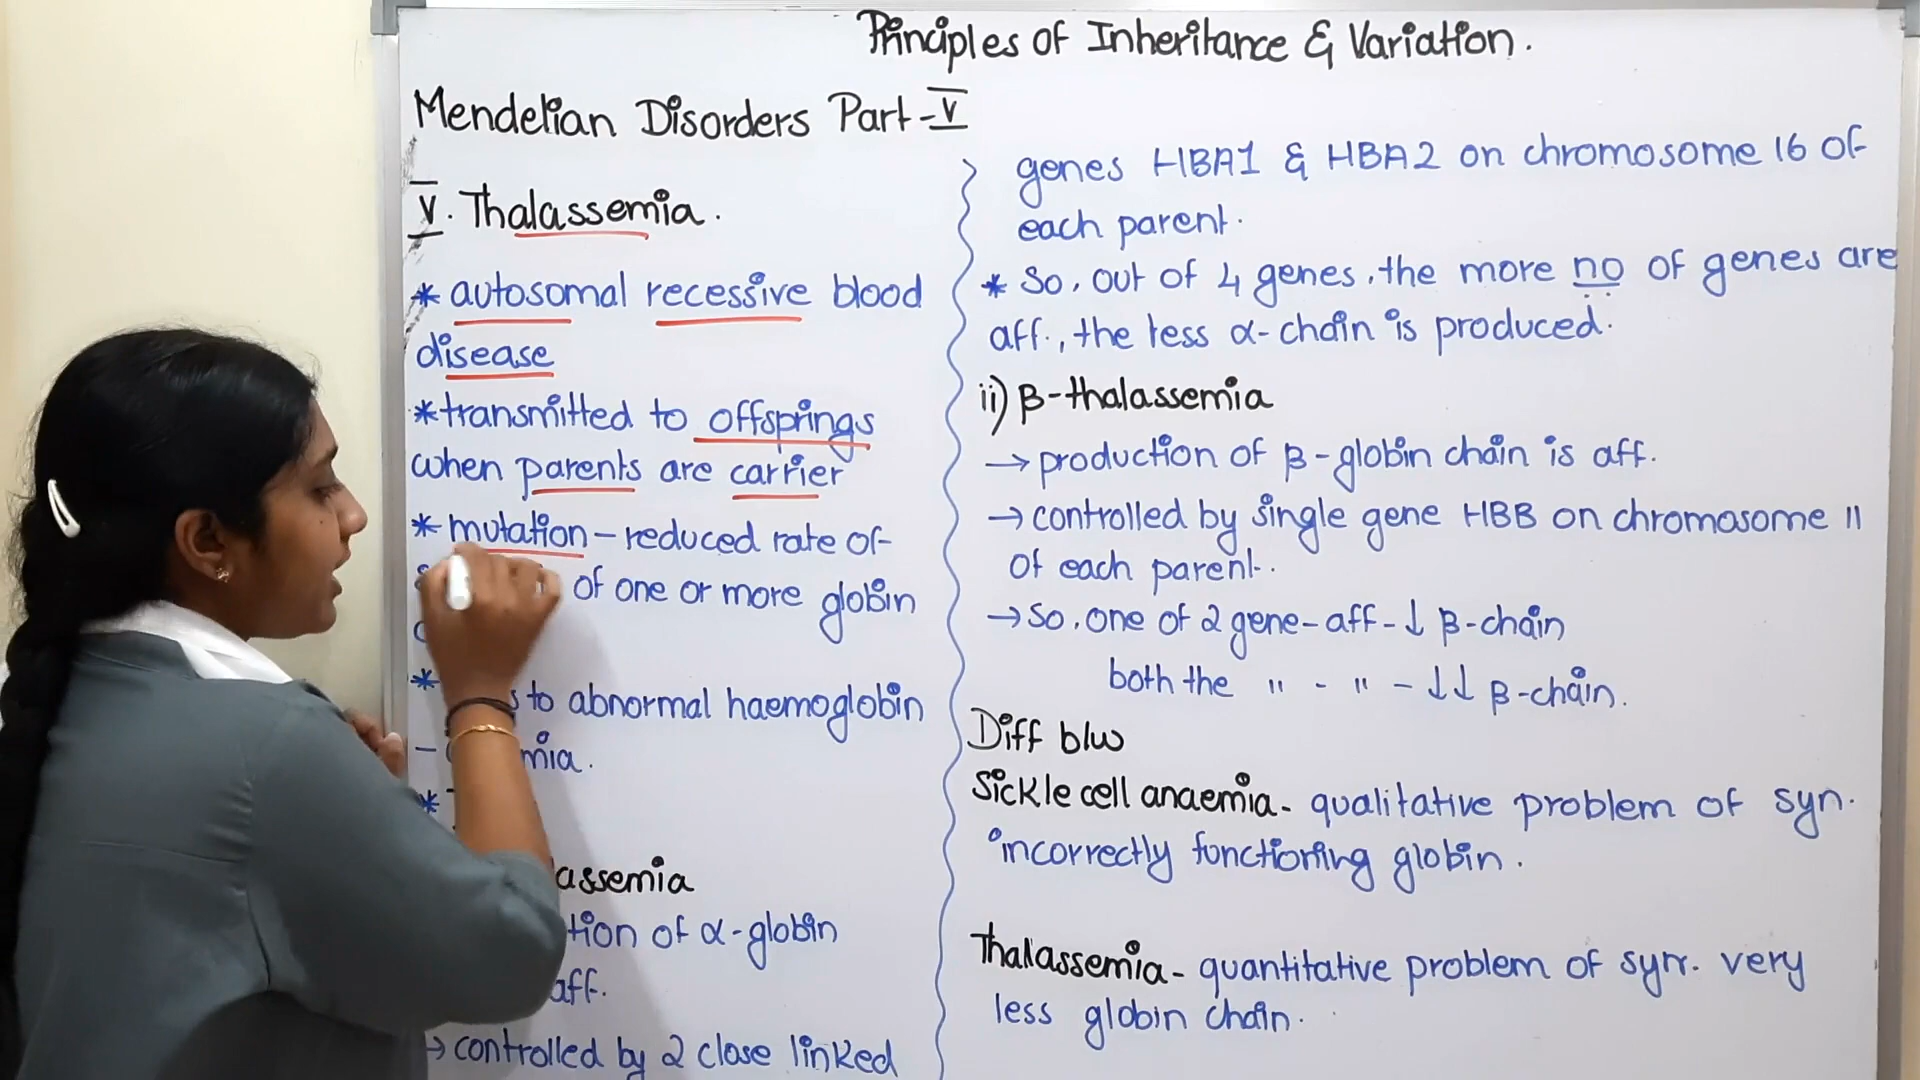 Principles of Inheritance & Variation.
Mendelian Disorders Part-V
V. Thalassemia.
* autosomal recessive blood
disease
* transmitted to offsprings
when parents are carrier
* mutation - reduced rate of
of one or more globin
*
to abnormal haemoglobin
-
*
assemia
tion of α-globin
aff.
→ controlled by 2 close linked
genes HBA1 & HBA2 on chromosome 16 of
each parent.
* So, out of 4 genes, the more no of genes are
aff., the less α-chain is produced.
ii) β-thalassemia
→ production of β-globin chain is aff.
→ controlled by single gene HBB on chromosome 11
of each parent.
→ So, one of 2 gene-aff-↓ β-chain
both the " - " - ↓↓ β-chain.
Diff blw
Sickle cell anaemia- qualitative problem of syn.
incorrectly functioning globin.
Thalassemia- quantitative problem of syn. very
less globin chain.